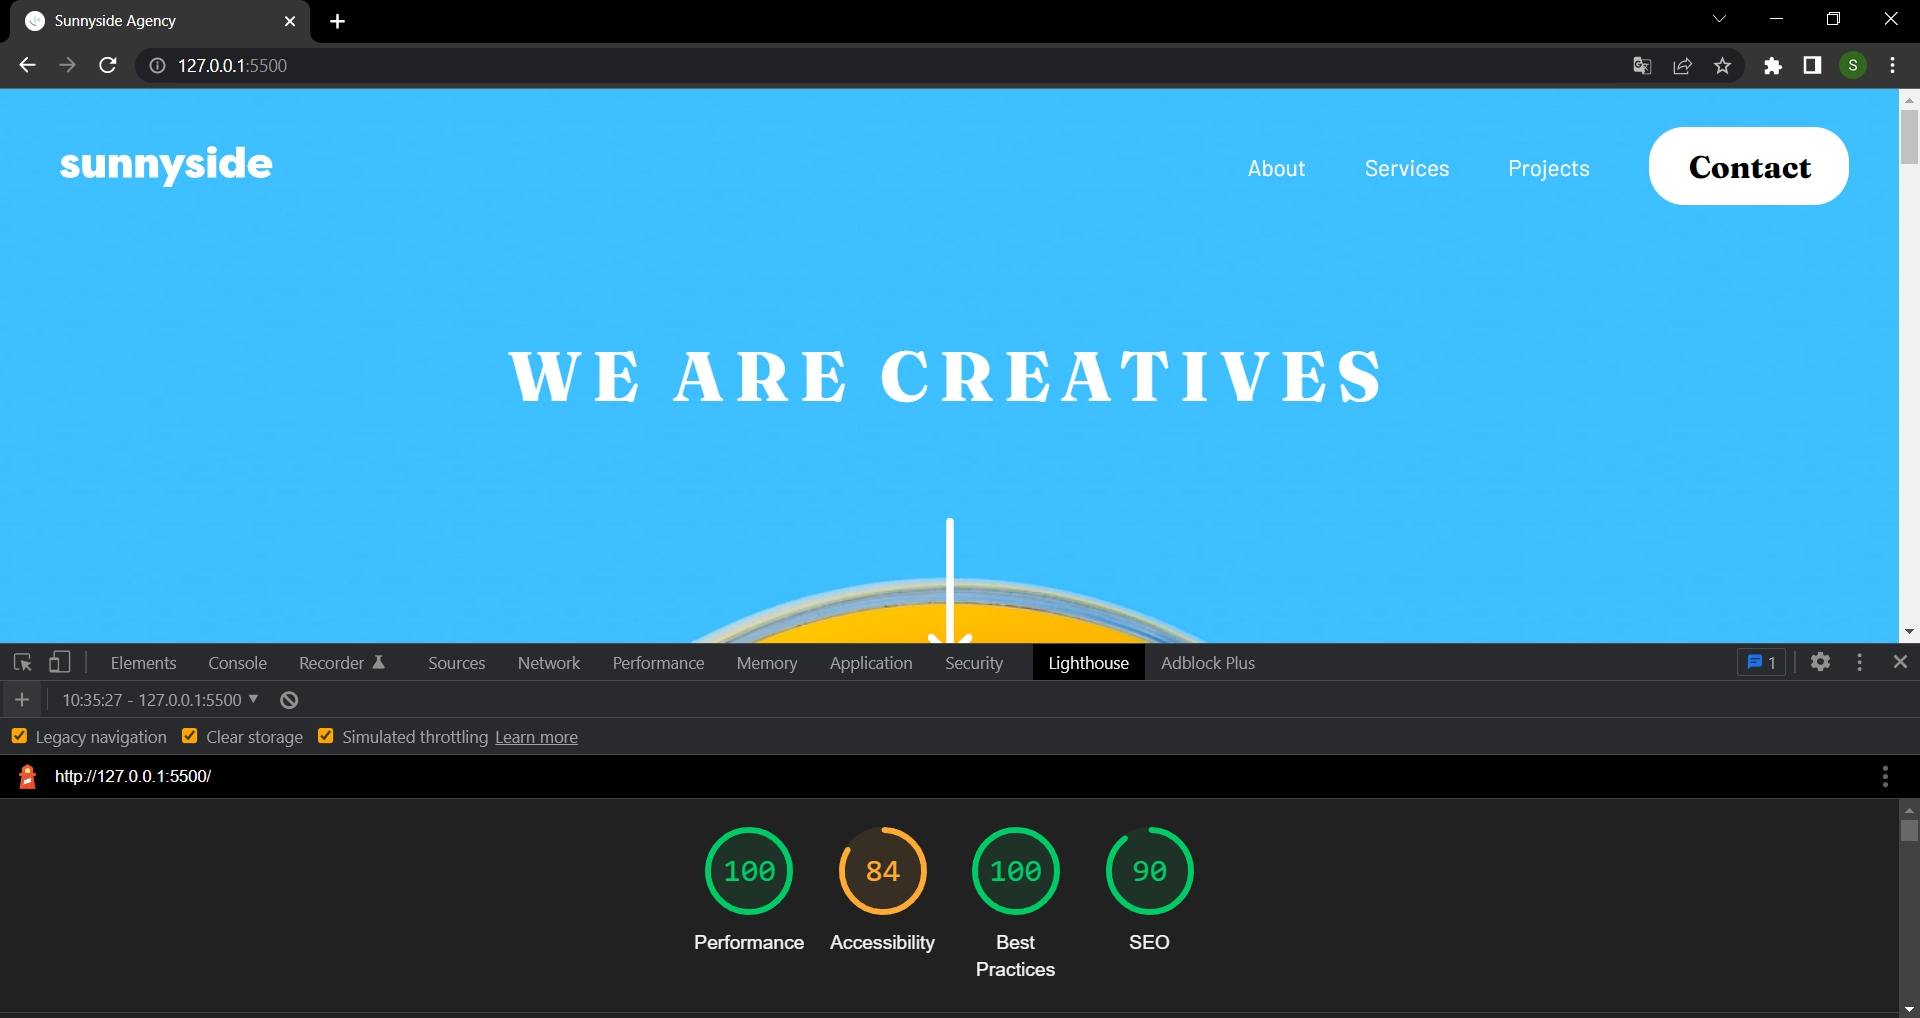 Sunnyside Agency
127.0.0.1:5500
S
sunnyside
About Services Projects Contact
WE ARE CREATIVES
Elements Console Recorder Sources Network Performance Memory Application Security Lighthouse Adblock Plus 1
10:35:27 - 127.0.0.1:5500
Legacy navigation Clear storage Simulated throttling Learn more
http://127.0.0.1:5500/
100 84 100 90
Performance Accessibility Best SEO
Practices